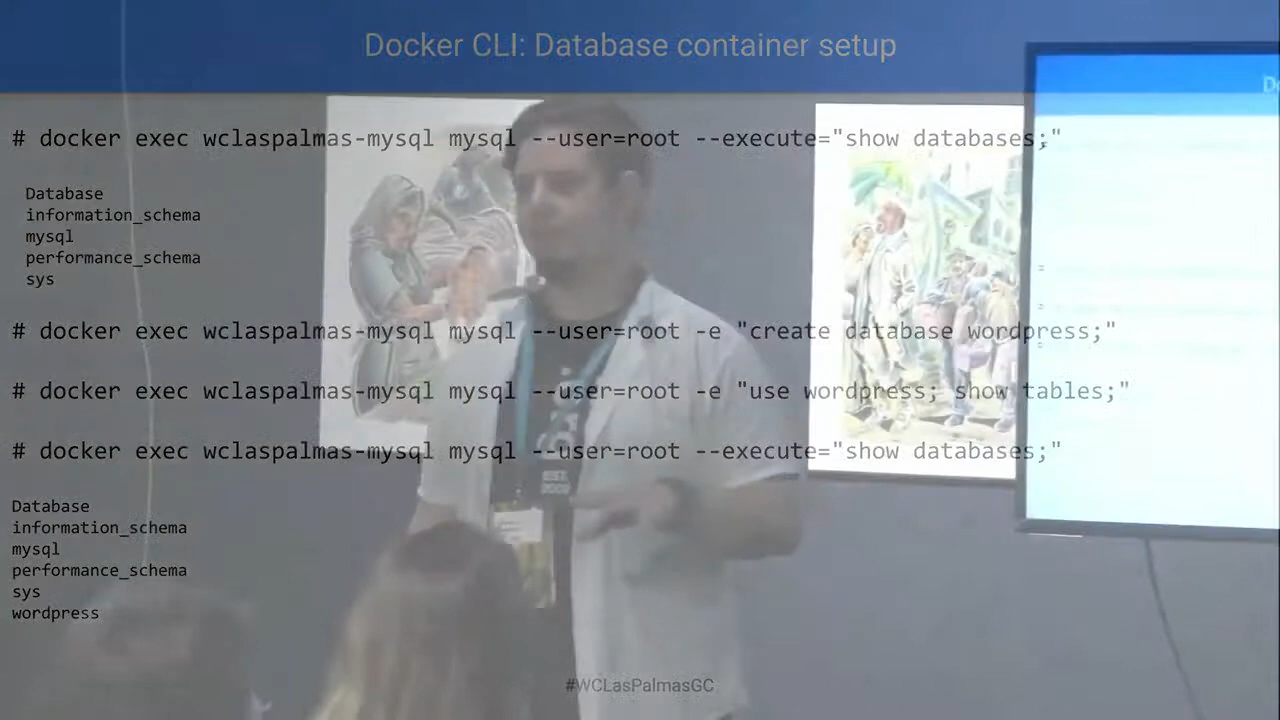 Docker CLI: Database container setup
# docker exec wclaspalmas-mysql mysql --user=root --execute="show databases;"
Database
information_schema
mysql
performance_schema
sys
# docker exec wclaspalmas-mysql mysql --user=root -e "create database wordpress;"
# docker exec wclaspalmas-mysql mysql --user=root -e "use wordpress; show tables;"
# docker exec wclaspalmas-mysql mysql --user=root --execute="show databases;"
Database
information_schema
mysql
performance_schema
sys
wordpress
EST.
#WCLasPalmasGC